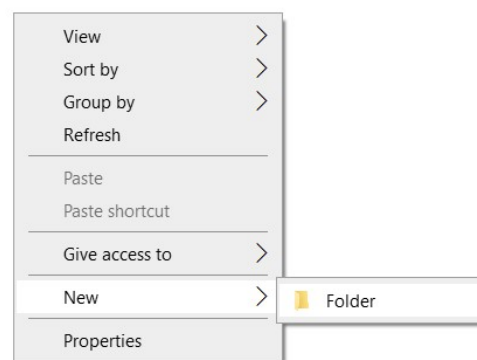 View
Sort by
Group by
Refresh
Paste
Paste shortcut
Give access to
New
Folder
Properties